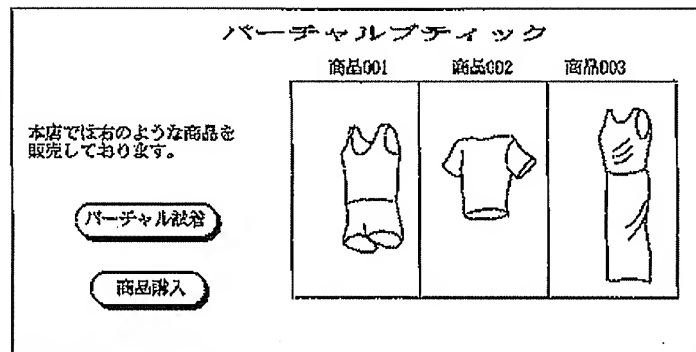 バーチャルブティック
商品001 商品002 商品003
本店では右のような商品を
販売しております。
バーチャル試着
商品購入